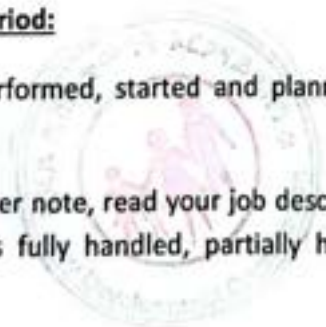 riod:
rformed, started and plann
er note, read your job desc
s fully handled, partially h